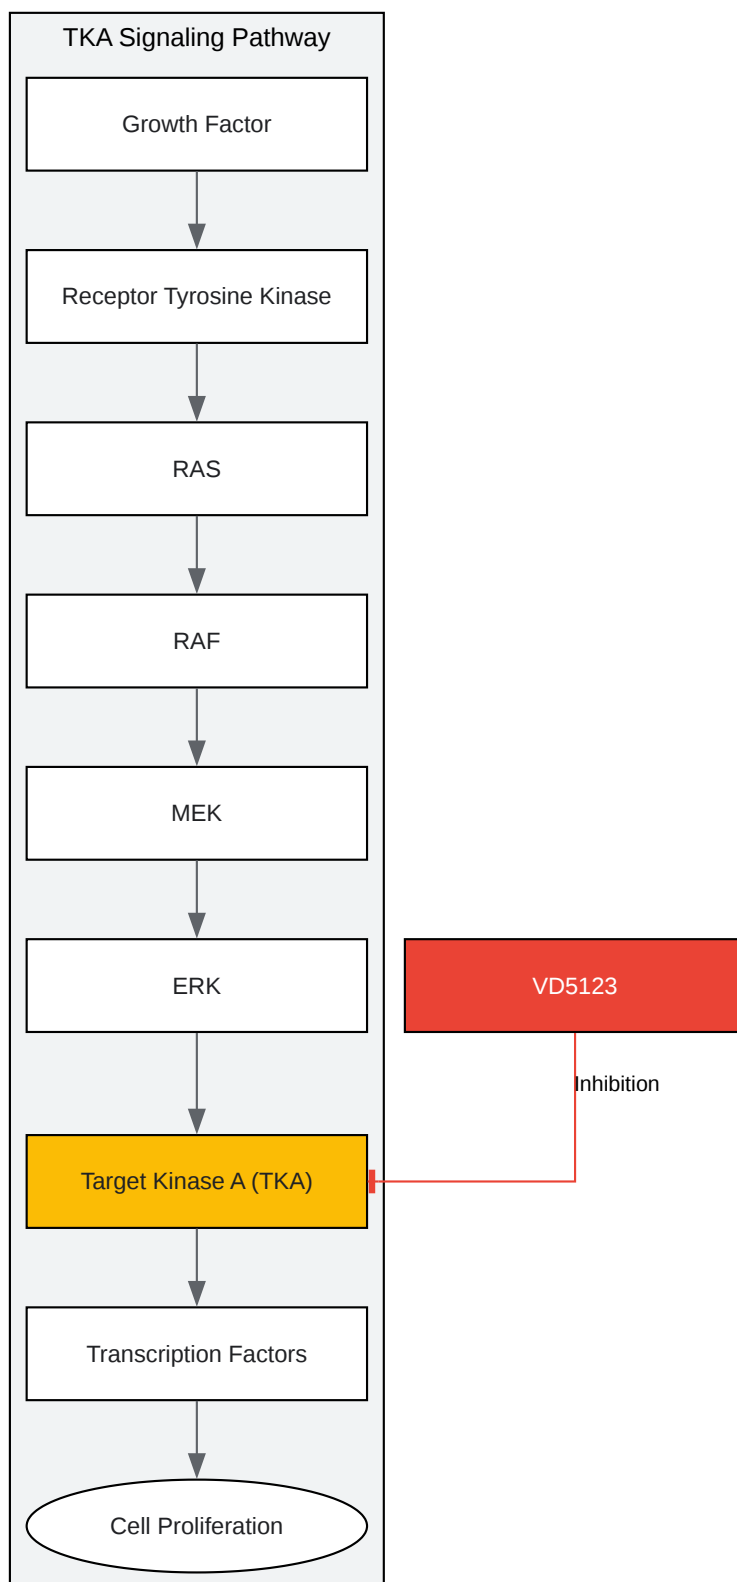 TKA Signaling Pathway
Growth Factor
Receptor Tyrosine Kinase
RAS
RAF
MEK
ERK
VD5123
Inhibition
Target Kinase A (TKA)
Transcription Factors
Cell Proliferation